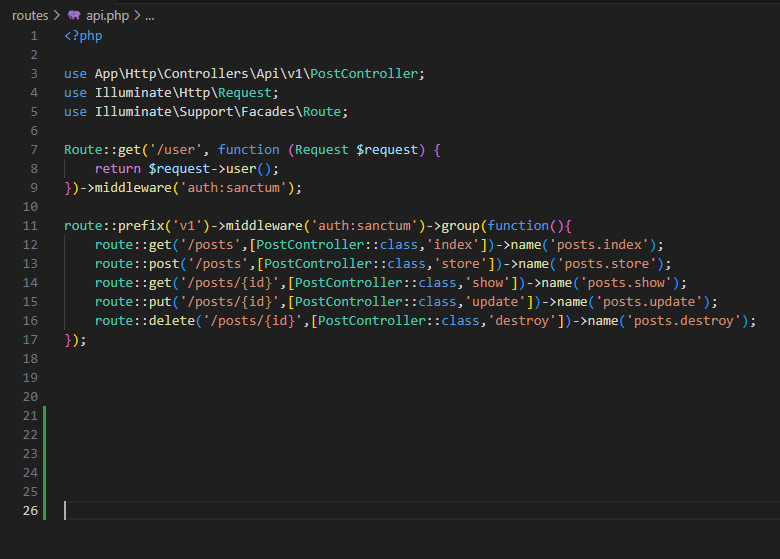 routes > api.php > ...
1 <?php
2
3 use App\Http\Controllers\Api\v1\PostController;
4 use Illuminate\Http\Request;
5 use Illuminate\Support\Facades\Route;
6
7 Route::get('/user', function (Request $request) {
8     return $request->user();
9 })->middleware('auth:sanctum');
10
11 route::prefix('v1')->middleware('auth:sanctum')->group(function(){
12     route::get('/posts',[PostController::class,'index'])->name('posts.index');
13     route::post('/posts',[PostController::class,'store'])->name('posts.store');
14     route::get('/posts/{id}',[PostController::class,'show'])->name('posts.show');
15     route::put('/posts/{id}',[PostController::class,'update'])->name('posts.update');
16     route::delete('/posts/{id}',[PostController::class,'destroy'])->name('posts.destroy');
17 });
18
19
20
21
22
23
24
25
26